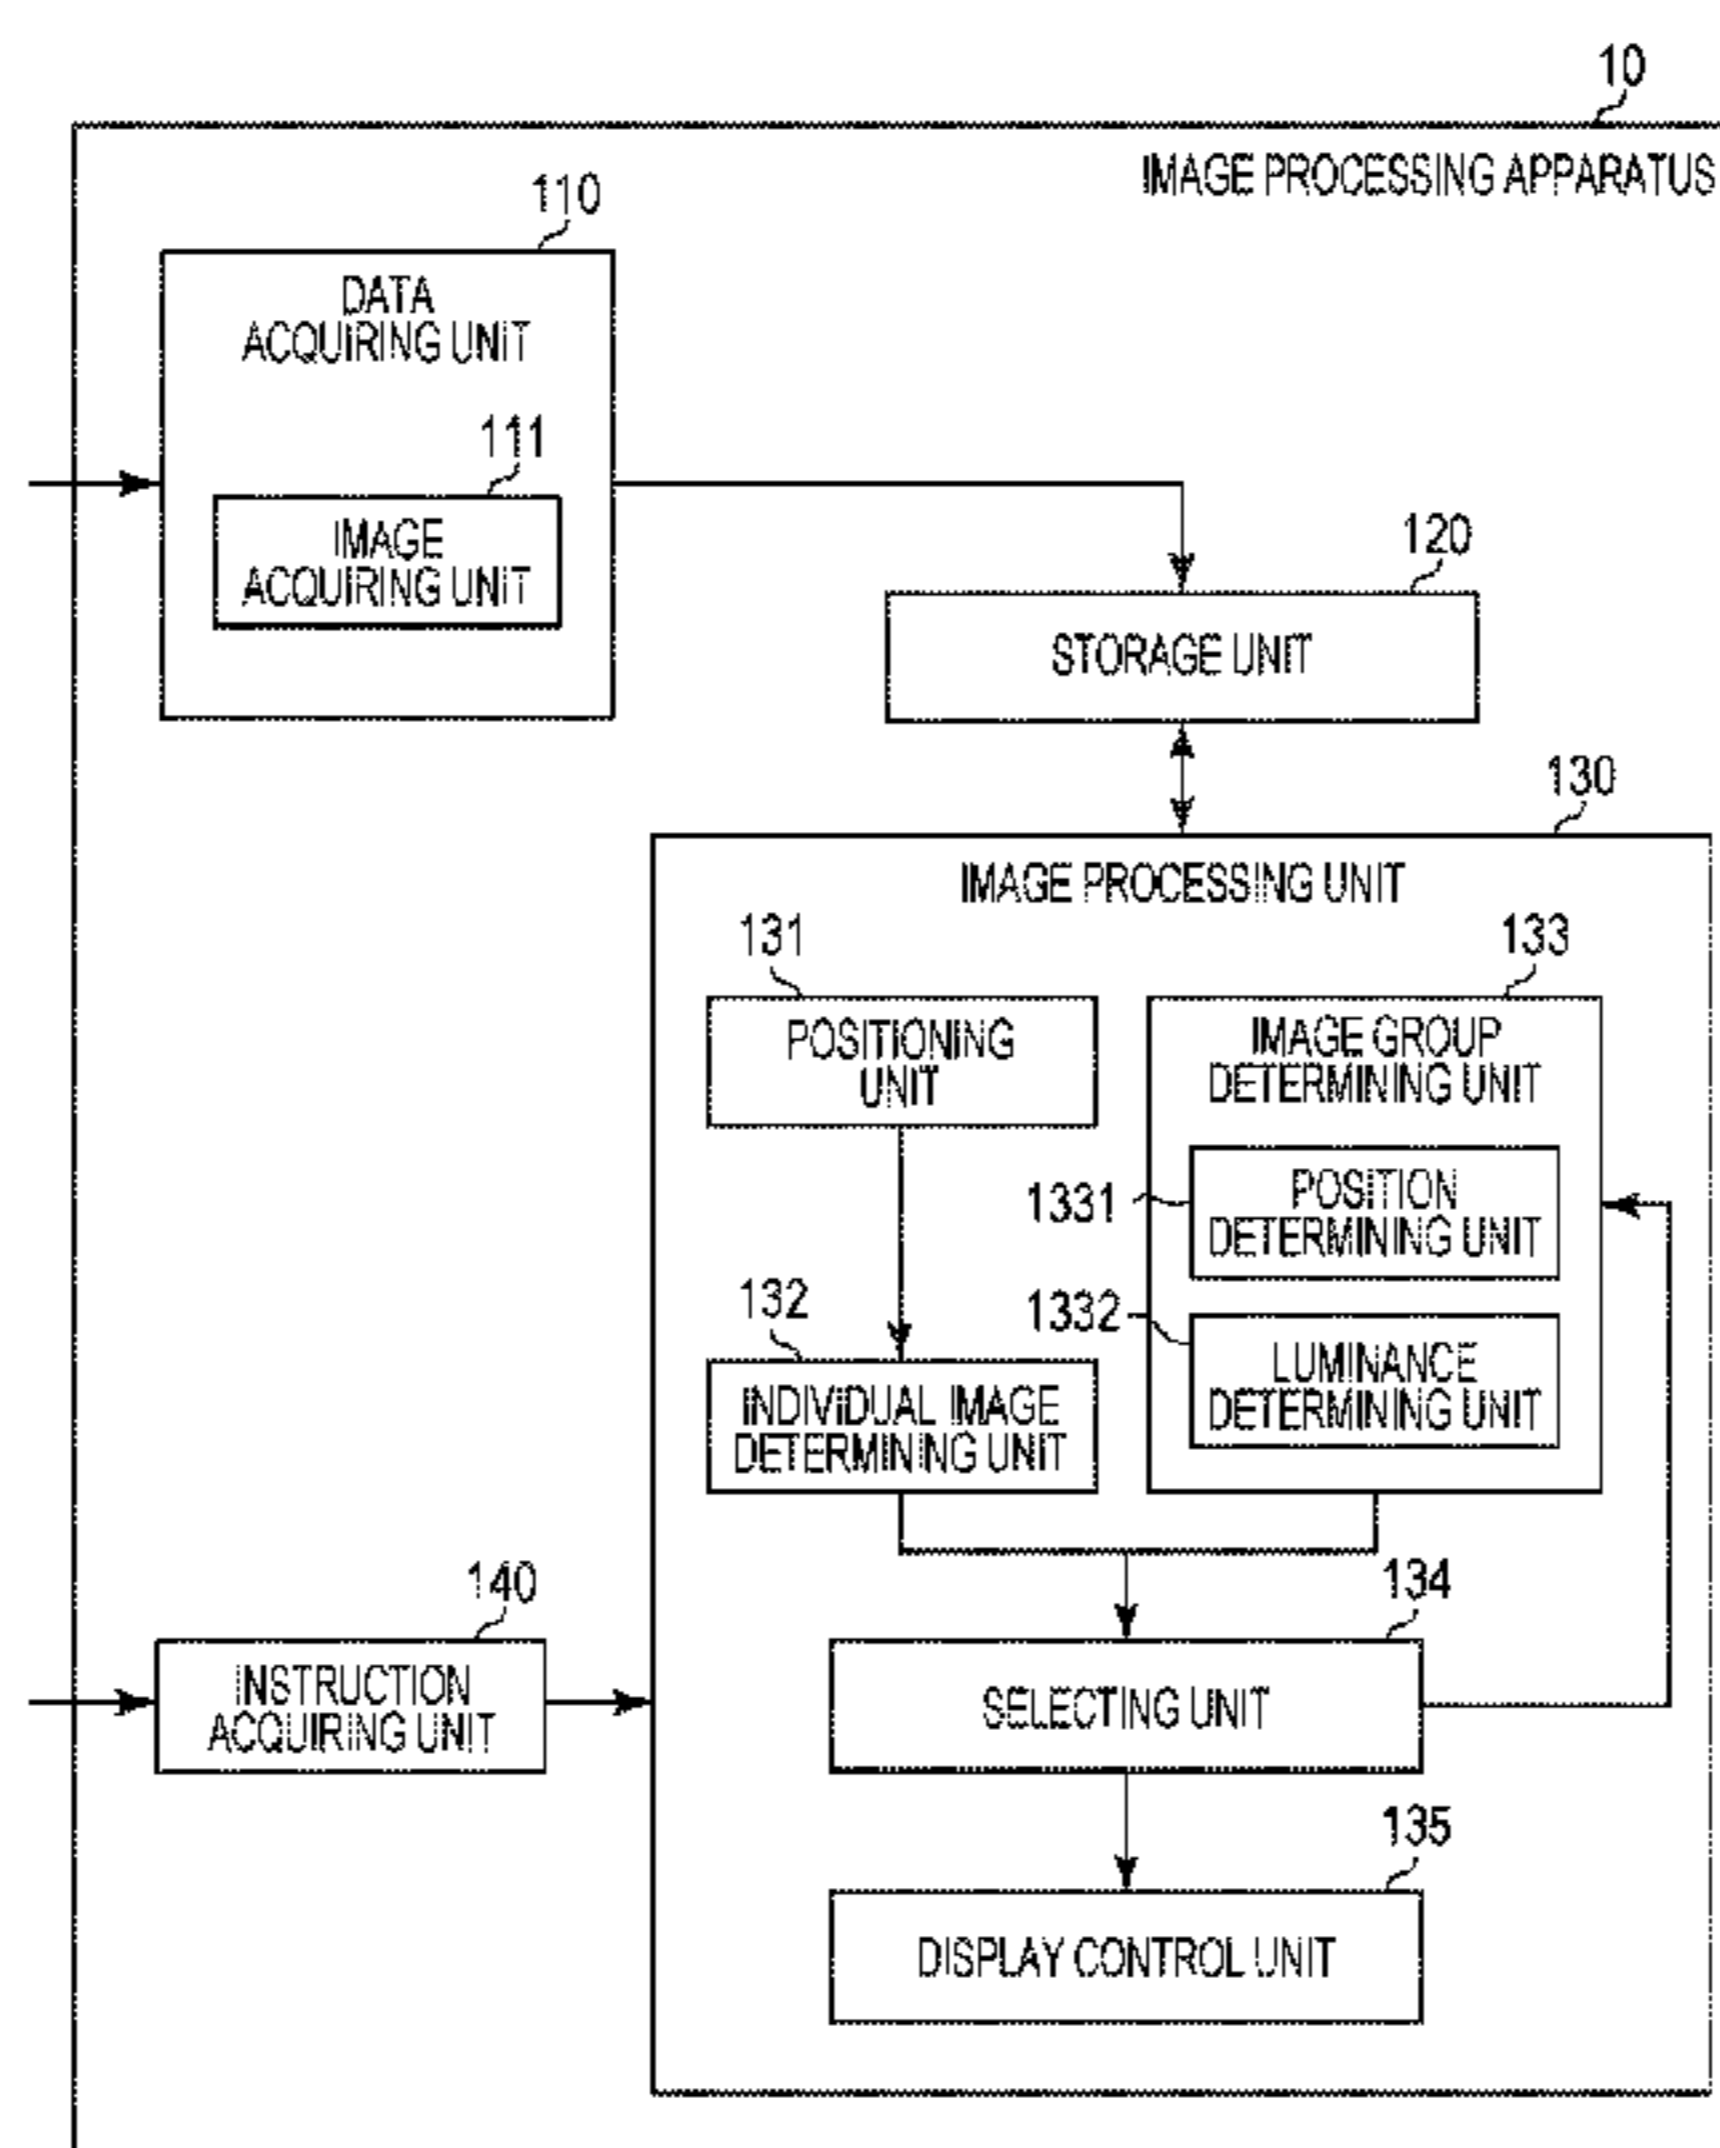 10
IMAGE PROCESSING APPARATUS
110
DATA
ACQUIRING UNIT
111
IMAGE
ACQUIRING UNIT
120
STORAGE UNIT
130
IMAGE PROCESSING UNIT
131
POSITIONING
UNIT
133
IMAGE GROUP
DETERMINING UNIT
1331
POSITION
DETERMINING UNIT
132
INDIVIDUAL IMAGE
DETERMINING UNIT
1332
LUMINANCE
DETERMINING UNIT
140
INSTRUCTION
ACQUIRING UNIT
134
SELECTING UNIT
135
DISPLAY CONTROL UNIT